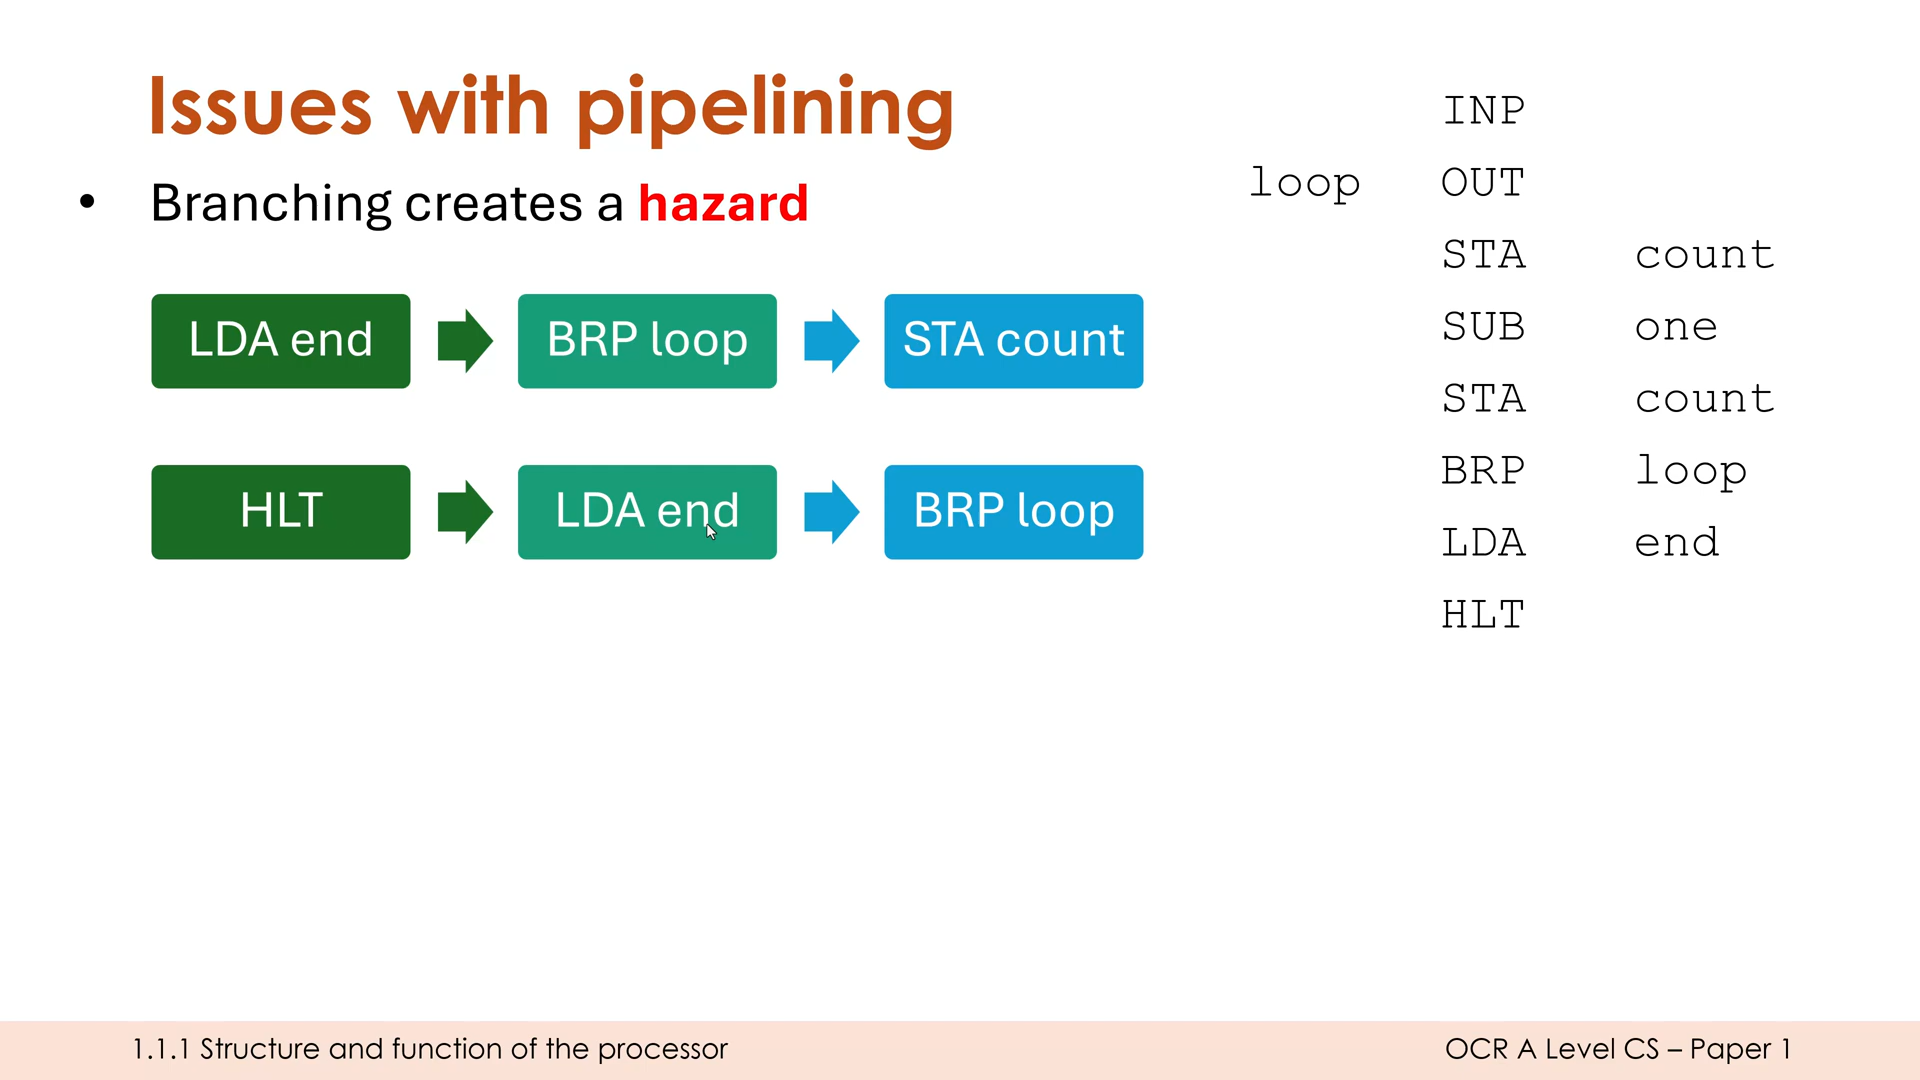 Issues with pipelining
• Branching creates a hazard
LDA end
BRP loop
STA count
HLT
LDA end
BRP loop
INP
loop OUT
STA count
SUB one
STA count
BRP loop
LDA end
HLT
1.1.1 Structure and function of the processor
OCR A Level CS – Paper 1